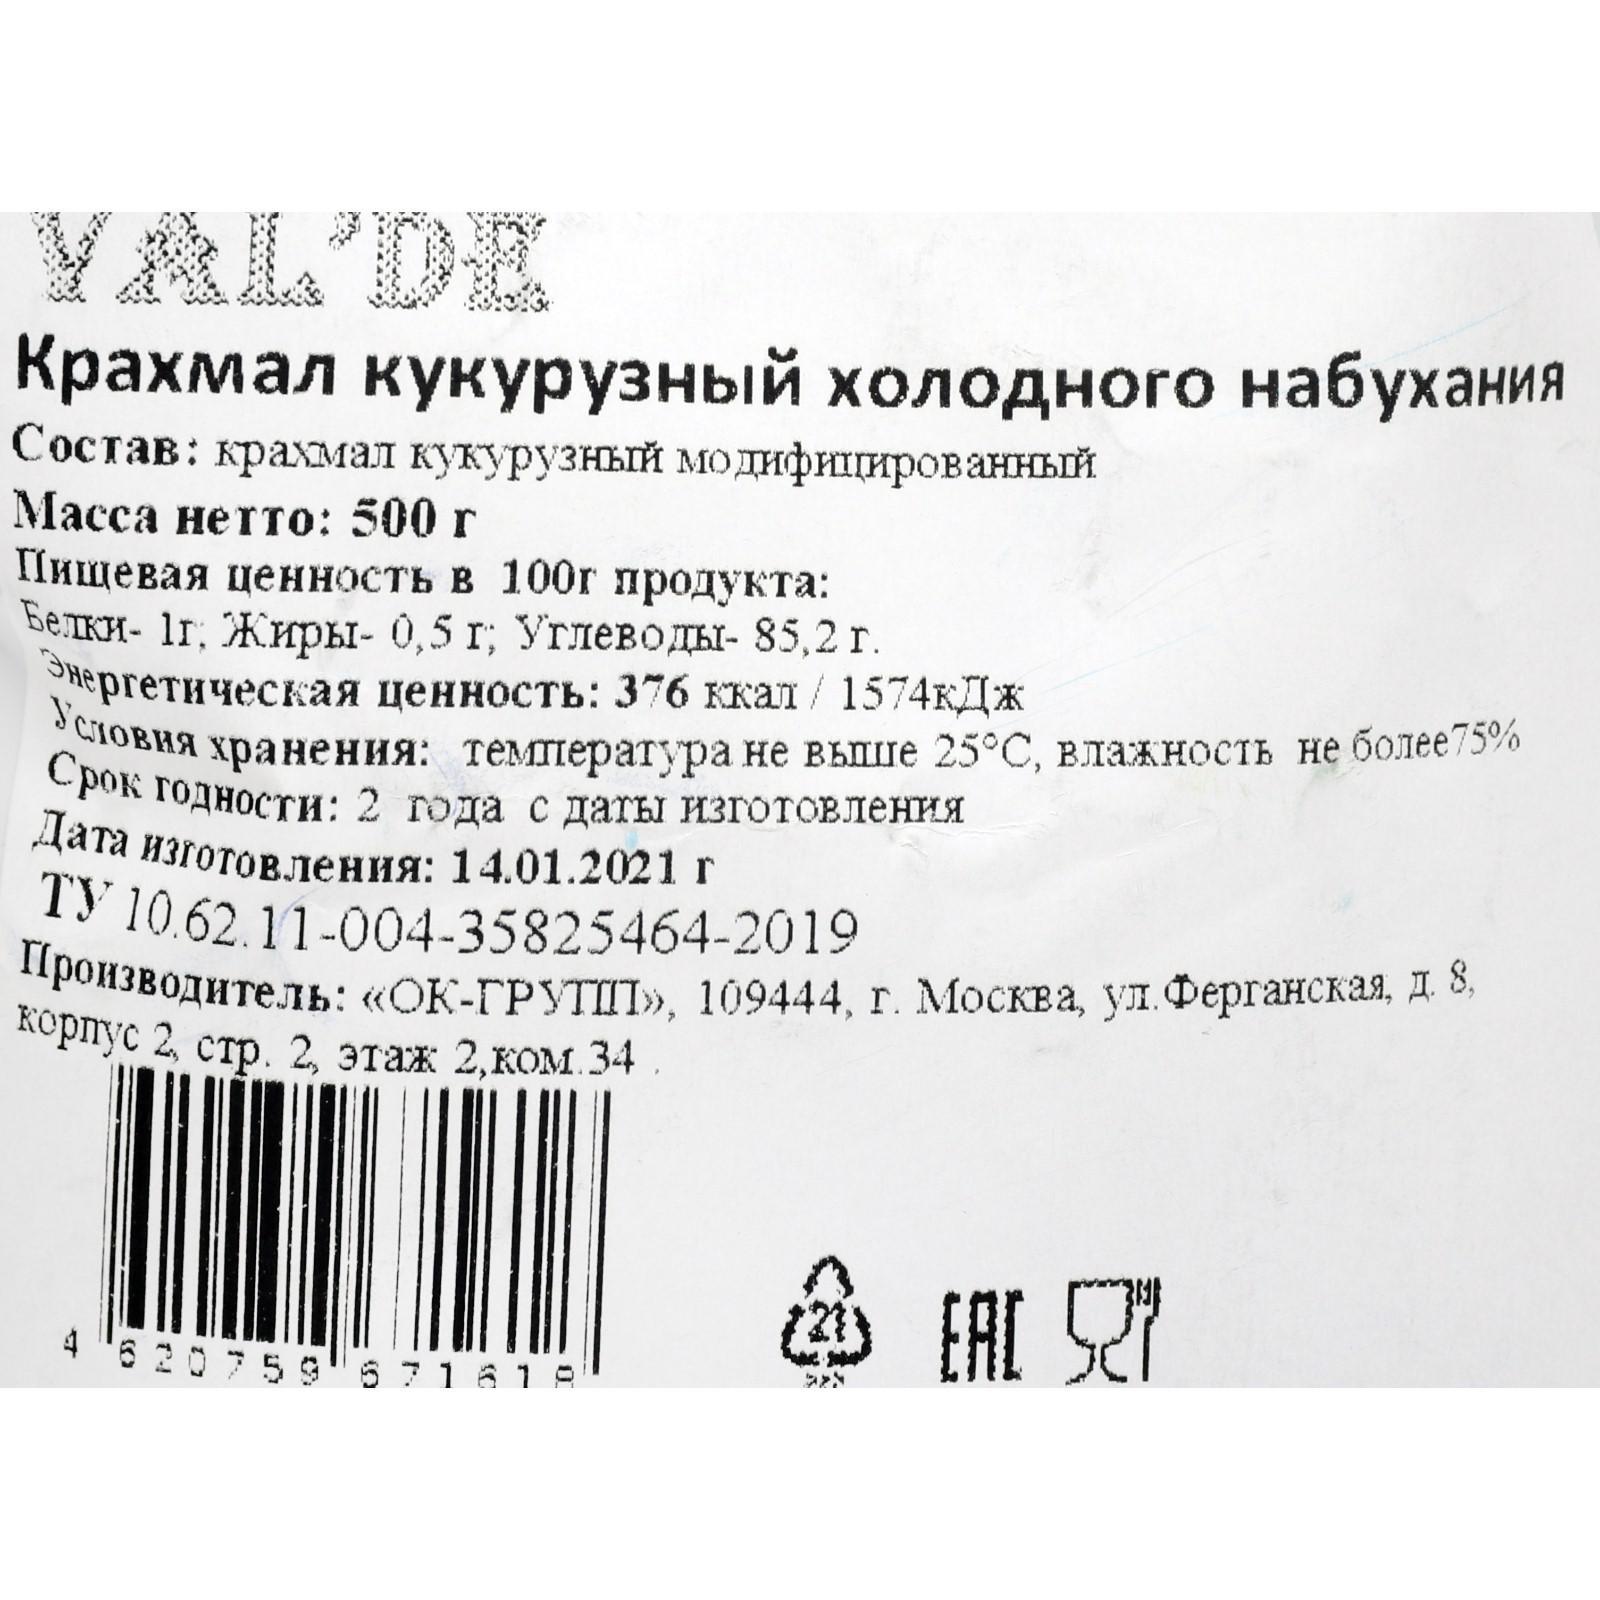 VAL'DE
Крахмал кукурузный холодного набухания
Состав: крахмал кукурузный модифицированный
Масса нетто: 500 г
Пищевая ценность в 100г продукта:
Белки- 1г; Жиры- 0,5 г; Углеводы- 85,2 г.
Энергетическая ценность: 376 ккал / 1574кДж
Условия хранения: температура не выше 25°С, влажность не более75%
Срок годности: 2 года с даты изготовления
Дата изготовления: 14.01.2021 г
ТУ 10.62.11-004-35825464-2019
Производитель: «ОК-ГРУПП», 109444, г. Москва, ул.Ферганская, д. 8,
корпус 2, стр. 2, этаж 2,ком.34 .
4 620759 671618
21
EAC